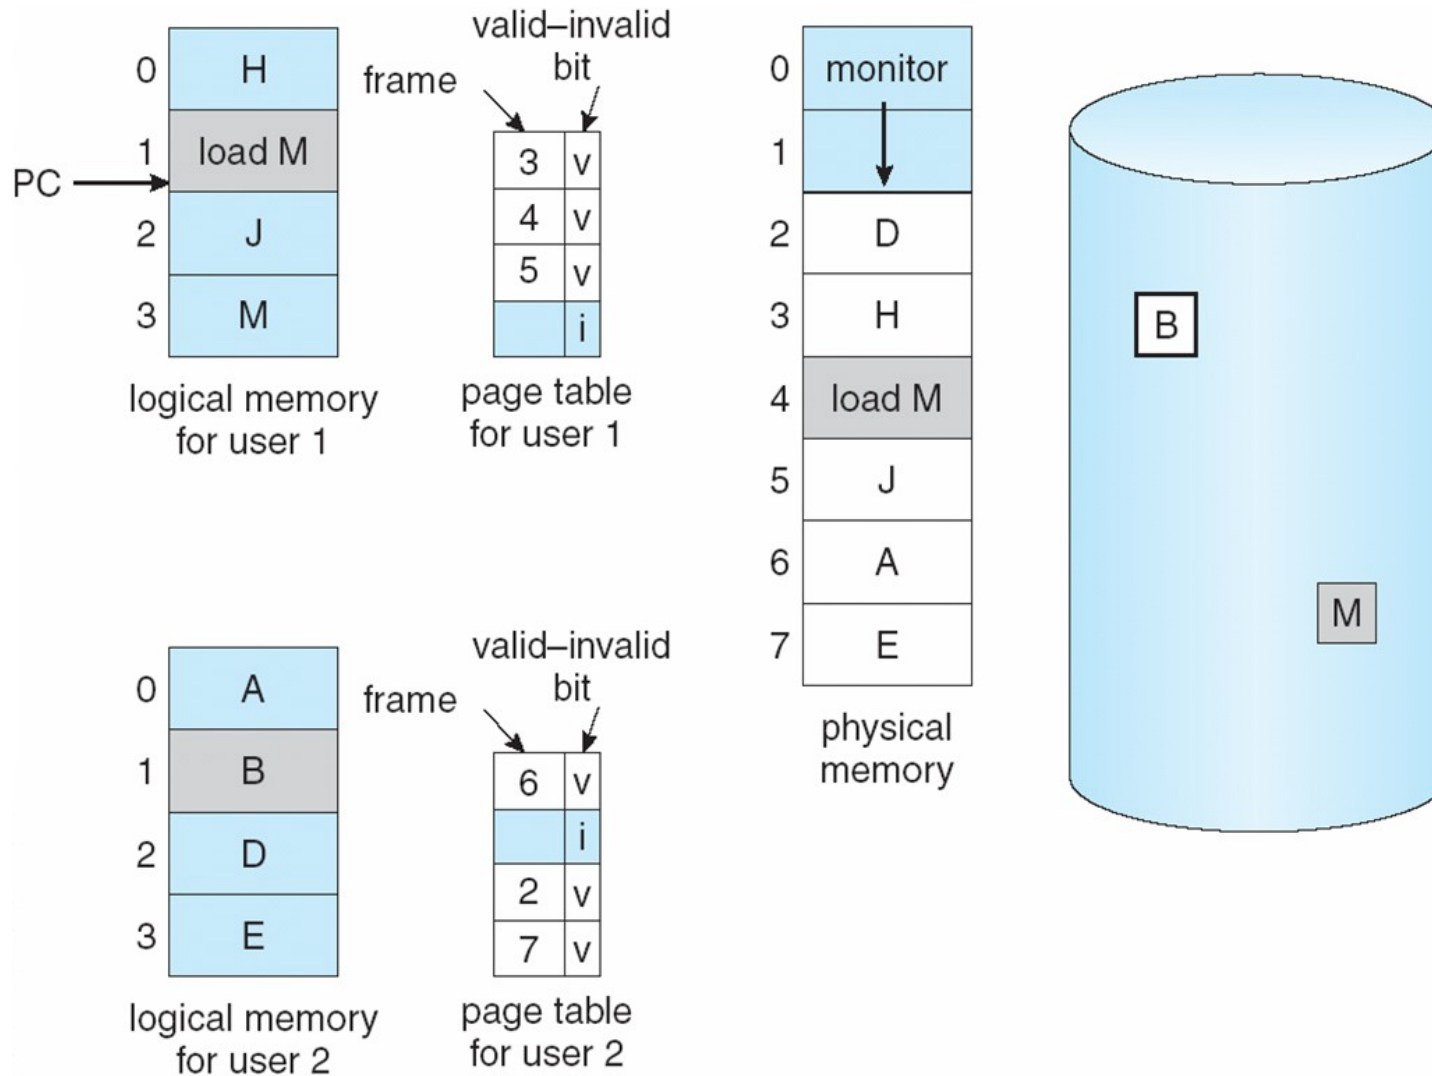 0
H
1
load M
2
J
3
M
PC
logical memory
for user 1
frame
valid–invalid
bit
3 v
4 v
5 v
i
page table
for user 1
0
monitor
1
2
D
3
H
4
load M
5
J
6
A
7
E
physical
memory
B
M
0
A
1
B
2
D
3
E
logical memory
for user 2
frame
valid–invalid
bit
6 v
i
2 v
7 v
page table
for user 2